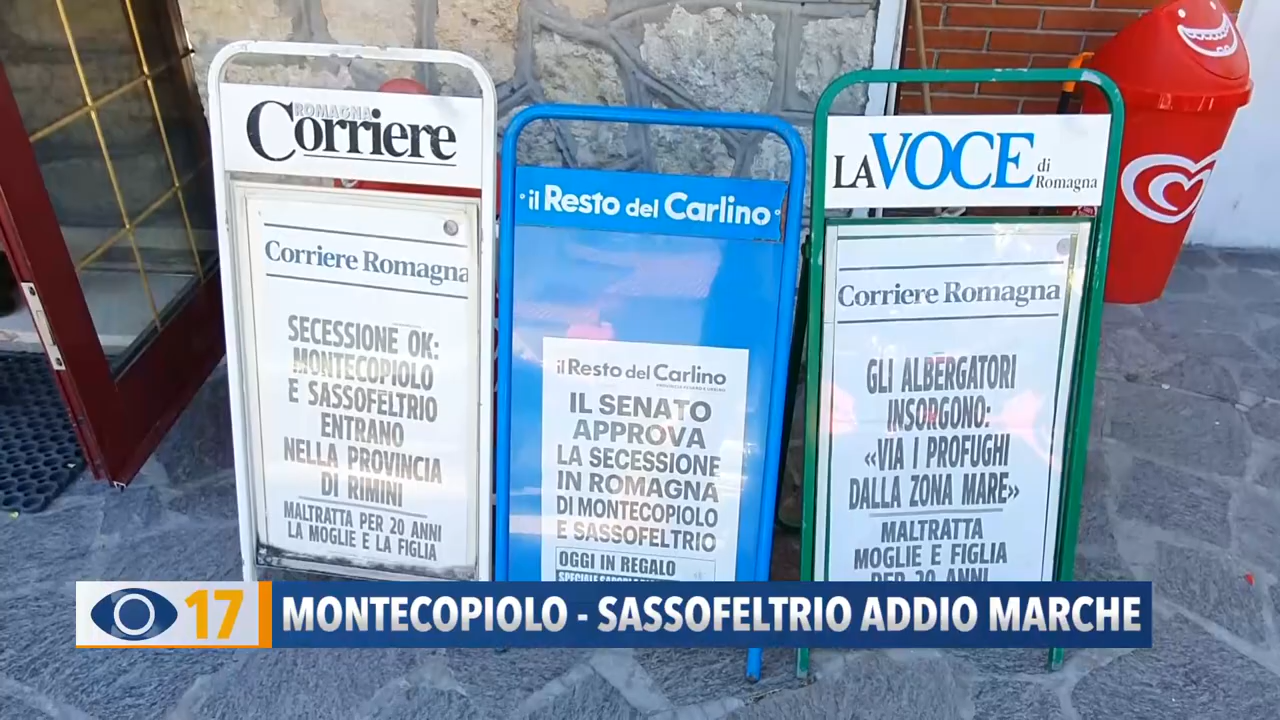 ROMAGNA
Corriere
Corriere Romagna
SECESSIONE OK:
MONTECOPIOLO
E SASSOFELTRIO
ENTRANO
NELLA PROVINCIA
DI RIMINI
MALTRATTA PER 20 ANNI
LA MOGLIE E LA FIGLIA
il Resto del Carlino
il Resto del Carlino
IL SENATO
APPROVA
LA SECESSIONE
IN ROMAGNA
DI MONTECOPIOLO
E SASSOFELTRIO
OGGI IN REGALO
SPECIALE
LA VOCE di Romagna
Corriere Romagna
GLI ALBERGATORI
INSORGONO:
«VIA I PROFUGHI
DALLA ZONA MARE»
MALTRATTA
MOGLIE E FIGLIA
PER 20 ANNI
17 MONTECOPIOLO - SASSOFELTRIO ADDIO MARCHE